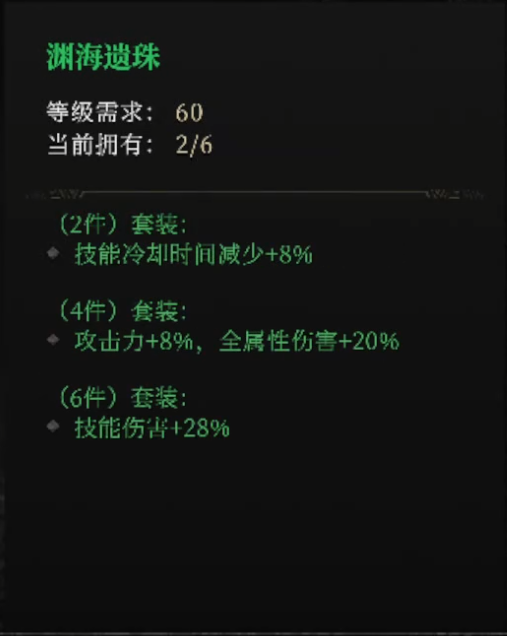 渊海遗珠
等级需求： 60
当前拥有： 2/6
（2件）套装：
技能冷却时间减少+8%
（4件）套装：
攻击力+8%，全属性伤害+20%
（6件）套装：
技能伤害+28%